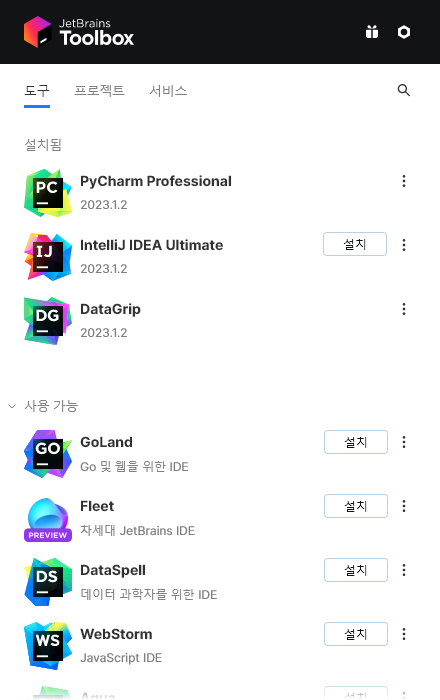 JetBrains
Toolbox
도구 프로젝트 서비스
설치됨
PC PyCharm Professional
2023.1.2
IJ IntelliJ IDEA Ultimate 설치
2023.1.2
DG DataGrip
2023.1.2
사용 가능
GO GoLand 설치
Go 및 웹을 위한 IDE
Fleet 설치
PREVIEW 차세대 JetBrains IDE
DS DataSpell 설치
데이터 과학자를 위한 IDE
WS WebStorm 설치
JavaScript IDE
Aqua 설치